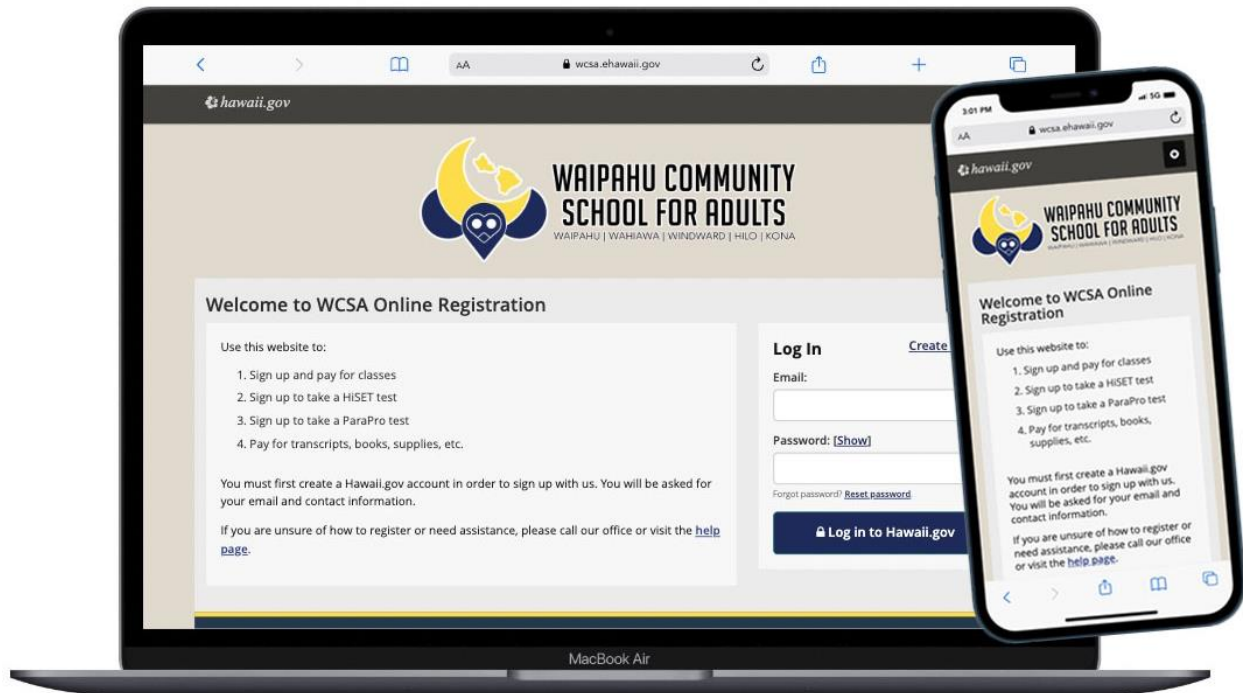 AA wcsa.ehawaii.gov
hawaii.gov
WAIPAHU COMMUNITY
SCHOOL FOR ADULTS
WAIPAHU | WAHIAWA | WINDWARD | HILO | KONA
Welcome to WCSA Online Registration
Use this website to:
1. Sign up and pay for classes
2. Sign up to take a HiSET test
3. Sign up to take a ParaPro test
4. Pay for transcripts, books, supplies, etc.
You must first create a Hawaii.gov account in order to sign up with us. You will be asked for
your email and contact information.
If you are unsure of how to register or need assistance, please call our office or visit the help
page.
Log In Create
Email:
Password: [Show]
Forgot password? Reset password.
Log in to Hawaii.gov
MacBook Air
3:01 PM 5G
AA wcsa.ehawaii.gov
hawaii.gov
WAIPAHU COMMUNITY
SCHOOL FOR ADULTS
WAIPAHU | WAHIAWA | WINDWARD | HILO | KONA
Welcome to WCSA Online
Registration
Use this website to:
1. Sign up and pay for classes
2. Sign up to take a HiSET test
3. Sign up to take a ParaPro test
4. Pay for transcripts, books,
supplies, etc.
You must first create a Hawaii.gov
account in order to sign up with us.
You will be asked for your email and
contact information.
If you are unsure of how to register or
need assistance, please call our office
or visit the help page.